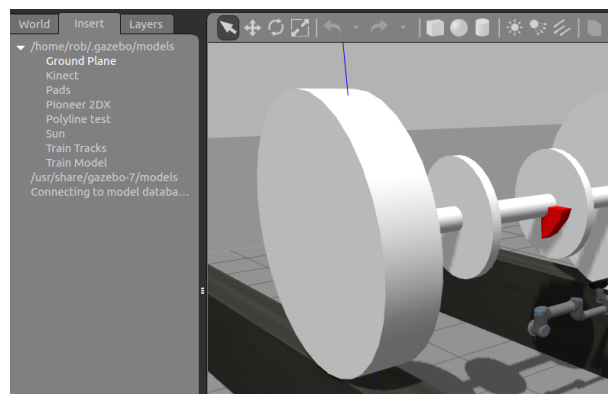 World Insert Layers
/home/rob/.gazebo/models
Ground Plane
Kinect
Pads
Pioneer 2DX
Polyline test
Sun
Train Tracks
Train Model
/usr/share/gazebo-7/models
Connecting to model databa...